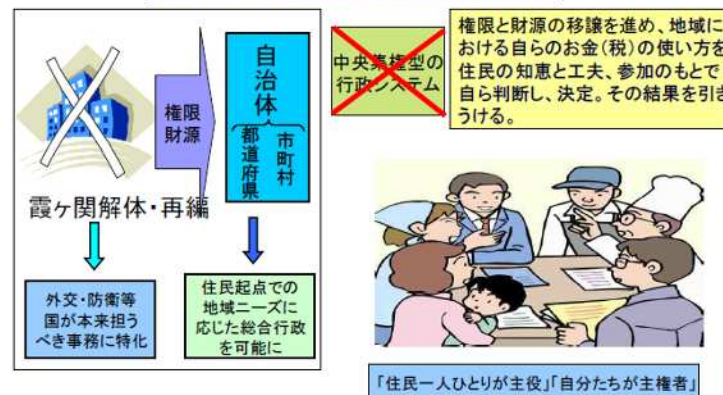 権限
財源
自治体
都道府県
市町村
霞ヶ関解体・再編
外交・防衛等
国が本来担う
べき事務に特化
住民起点での
地域ニーズに
応じた総合行政
を可能に
中央集権型の
行政システム
権限と財源の移譲を進め、地域に
おける自らのお金(税)の使い方を
住民の知恵と工夫、参加のもとで
自ら判断し、決定。その結果を引き
うける。
「住民一人ひとりが主役」「自分たちが主権者」